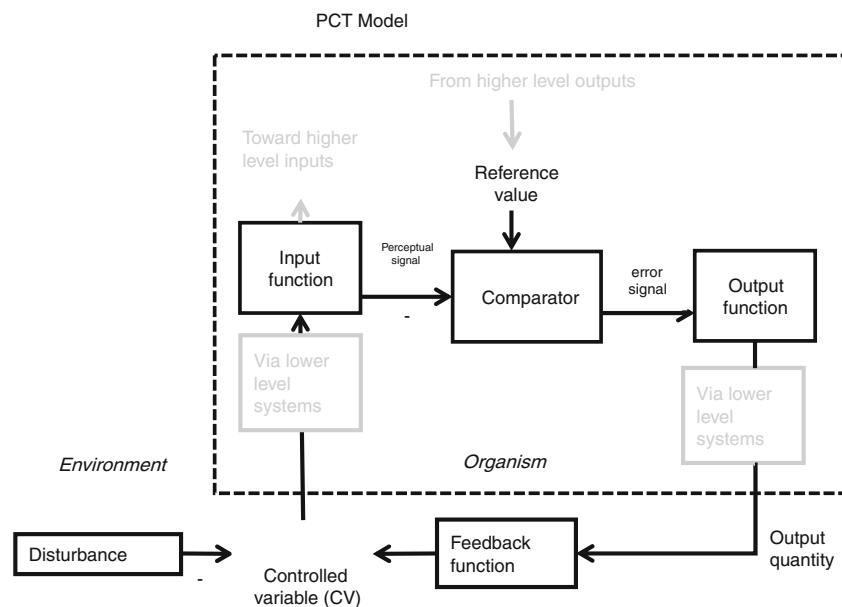 PCT Model
From higher level outputs
Toward higher
level inputs
Reference
value
Input
function
Perceptual
signal
-
Comparator
error
signal
Output
function
Via lower
level
systems
Via lower
level
systems
Environment
Organism
Disturbance
-
Controlled
variable (CV)
Feedback
function
Output
quantity